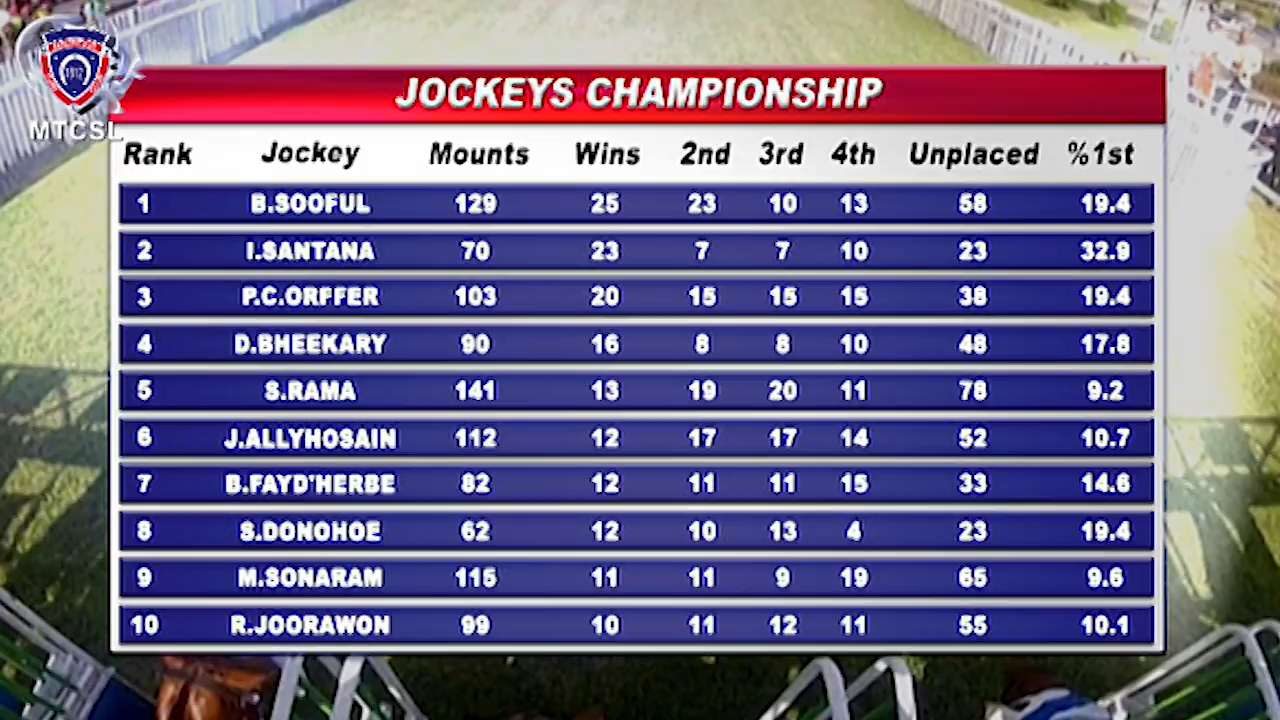 1812
MTCSL
JOCKEYS CHAMPIONSHIP
Rank Jockey Mounts Wins 2nd 3rd 4th Unplaced %1st
1 B.SOOFUL 129 25 23 10 13 58 19.4
2 I.SANTANA 70 23 7 7 10 23 32.9
3 P.C.ORFFER 103 20 15 15 15 38 19.4
4 D.BHEEKARY 90 16 8 8 10 48 17.8
5 S.RAMA 141 13 19 20 11 78 9.2
6 J.ALLYHOSAIN 112 12 17 17 14 52 10.7
7 B.FAYD'HERBE 82 12 11 11 15 33 14.6
8 S.DONOHOE 62 12 10 13 4 23 19.4
9 M.SONARAM 115 11 11 9 19 65 9.6
10 R.JOORAWON 99 10 11 12 11 55 10.1